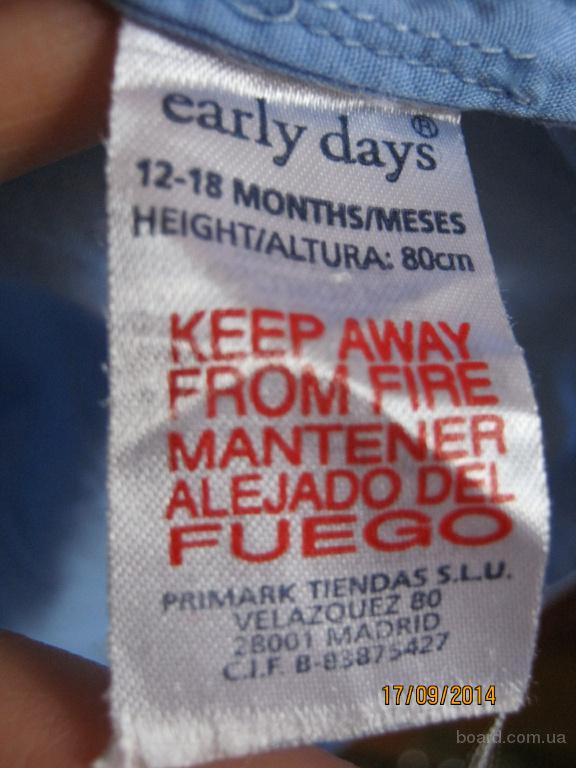 early days®
12-18 MONTHS/MESES
HEIGHT/ALTURA: 80cm
KEEP AWAY
FROM FIRE
MANTENER
ALEJADO DEL
FUEGO
PRIMARK TIENDAS S.L.U.
VELAZQUEZ 80
28001 MADRID
C.I.F. B-83875427
17/09/2014
board.com.ua